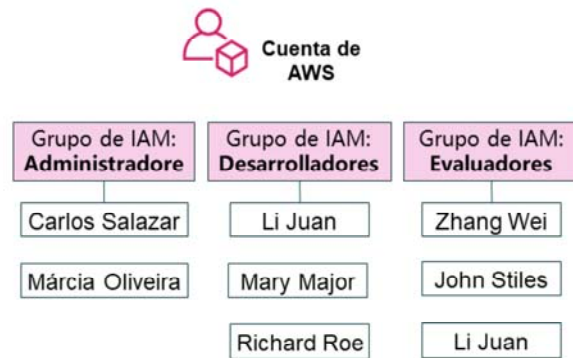 Cuenta de
AWS
Grupo de IAM:
Administradore
Grupo de IAM:
Desarrolladores
Grupo de IAM:
Evaluadores
Carlos Salazar
Li Juan
Zhang Wei
Márcia Oliveira
Mary Major
John Stiles
Richard Roe
Li Juan